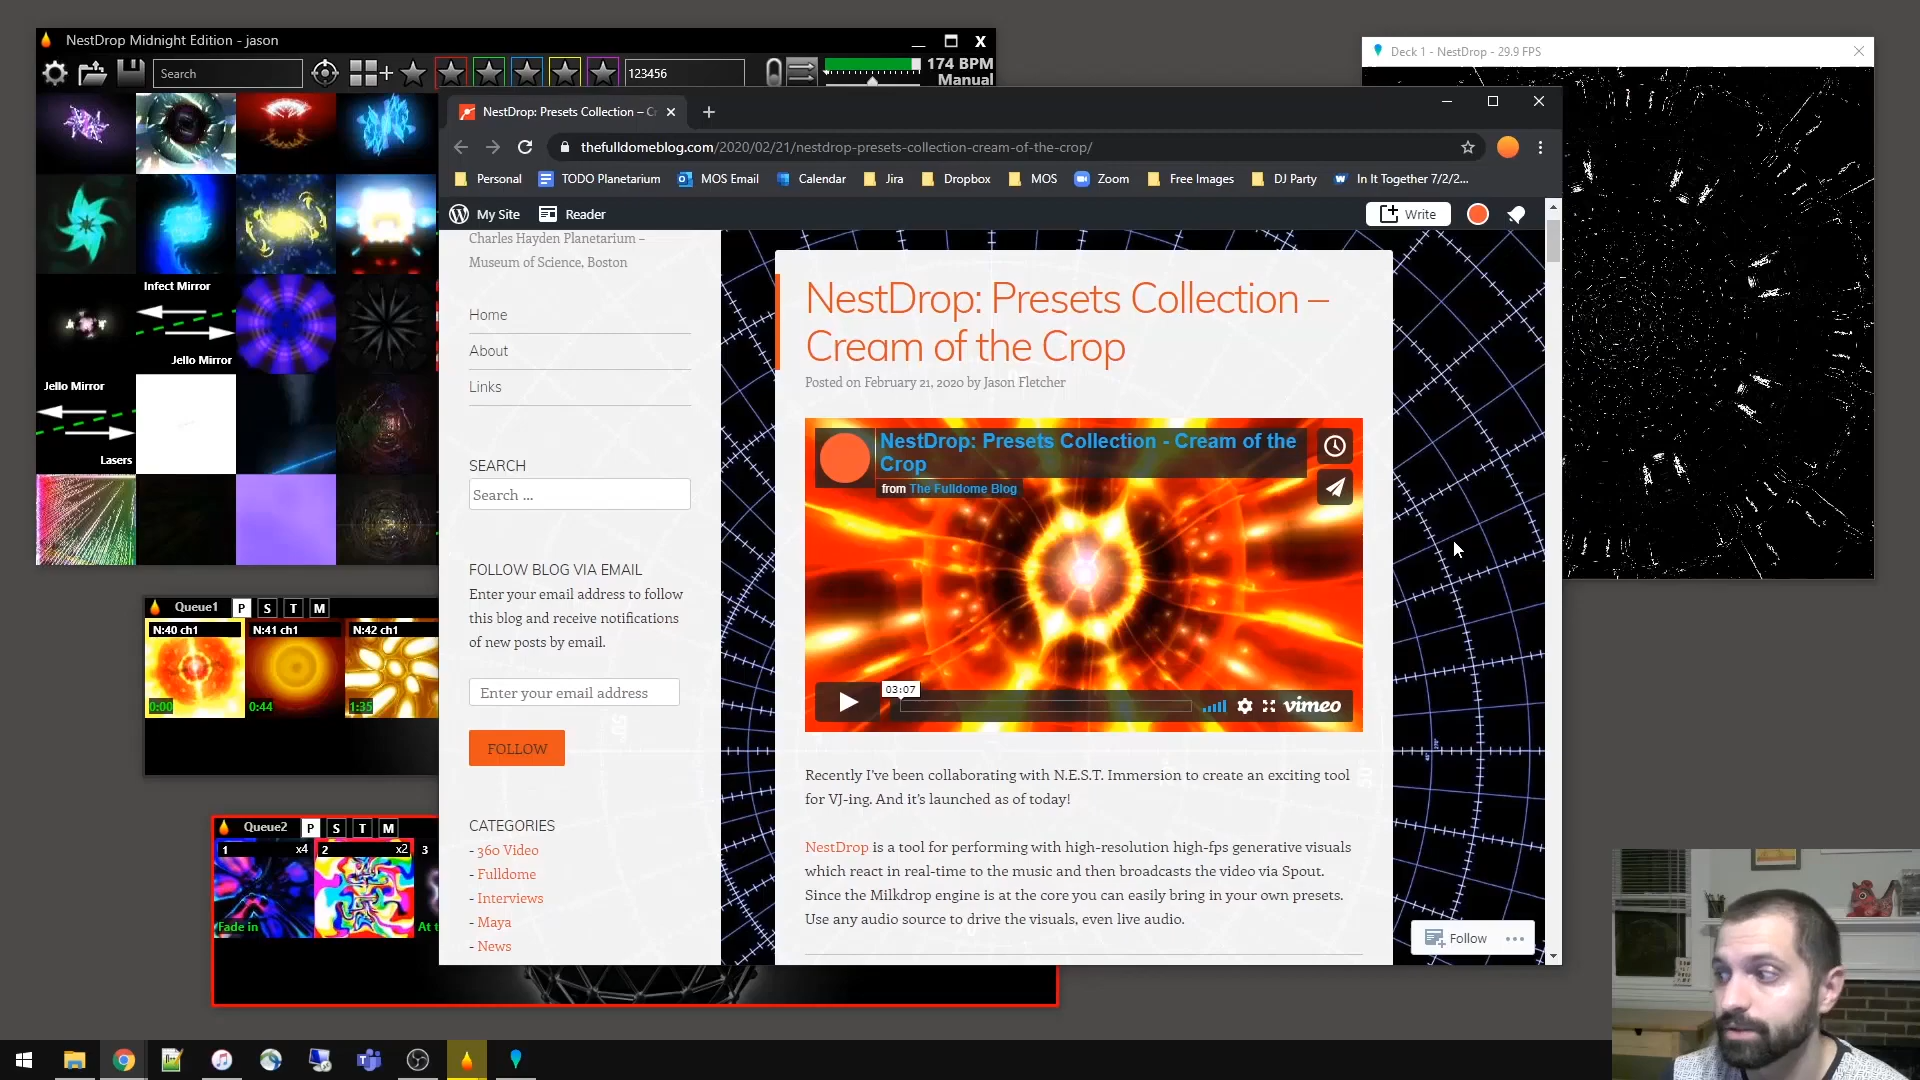 NestDrop Midnight Edition - jason
Search
123456
174 BPM
Manual
Infect Mirror
Jello Mirror
Jello Mirror
Lasers
Queue1 P S T M
N:40 ch1
N:41 ch1
N:42 ch1
0:00
0:44
1:35
Queue2 P S T M
1 x4
2 x2
3
Fade in
At t
NestDrop: Presets Collection – C
thefulldomeblog.com/2020/02/21/nestdrop-presets-collection-cream-of-the-crop/
Personal
TODO Planetarium
MOS Email
Calendar
Jira
Dropbox
MOS
Zoom
Free Images
DJ Party
In It Together 7/2/2...
My Site
Reader
Write
Charles Hayden Planetarium –
Museum of Science, Boston
Home
About
Links
SEARCH
Search ...
FOLLOW BLOG VIA EMAIL
Enter your email address to follow
this blog and receive notifications
of new posts by email.
Enter your email address
FOLLOW
CATEGORIES
- 360 Video
- Fulldome
- Interviews
- Maya
- News
NestDrop: Presets Collection –
Cream of the Crop
Posted on February 21, 2020 by Jason Fletcher
NestDrop: Presets Collection - Cream of the
Crop
from The Fulldome Blog
03:07
vimeo
Recently I've been collaborating with N.E.S.T. Immersion to create an exciting tool
for VJ-ing. And it's launched as of today!
NestDrop is a tool for performing with high-resolution high-fps generative visuals
which react in real-time to the music and then broadcasts the video via Spout.
Since the Milkdrop engine is at the core you can easily bring in your own presets.
Use any audio source to drive the visuals, even live audio.
Follow
Deck 1 - NestDrop - 29.9 FPS